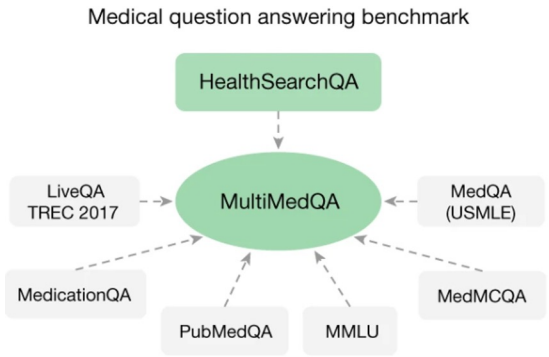 Medical question answering benchmark
HealthSearchQA
LiveQA
TREC 2017
MultiMedQA
MedQA
(USMLE)
MedicationQA
PubMedQA
MMLU
MedMCQA